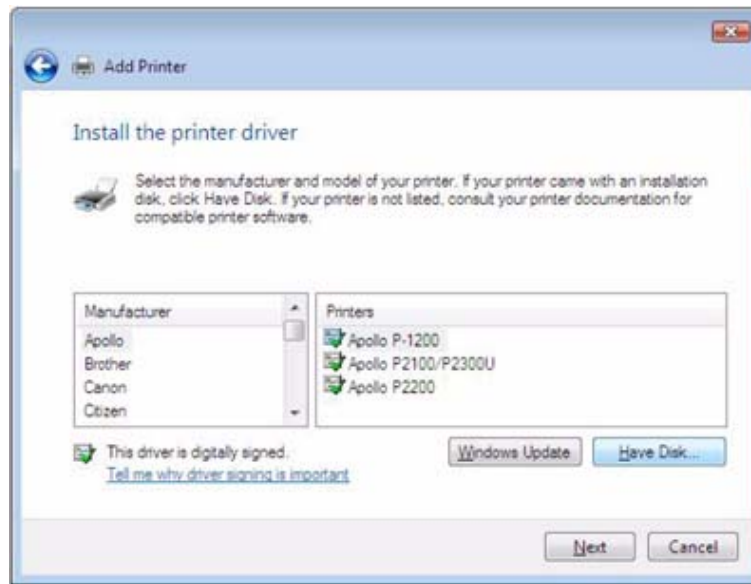 Add Printer
Install the printer driver
Select the manufacturer and model of your printer. If your printer came with an installation
disk, click Have Disk. If your printer is not listed, consult your printer documentation for
compatible printer software.
Manufacturer
Apollo
Brother
Canon
Citizen
Printers
Apollo P-1200
Apollo P2100/P2300U
Apollo P2200
This driver is digitally signed.
Tell me why driver signing is important
Windows Update
Have Disk...
Next
Cancel